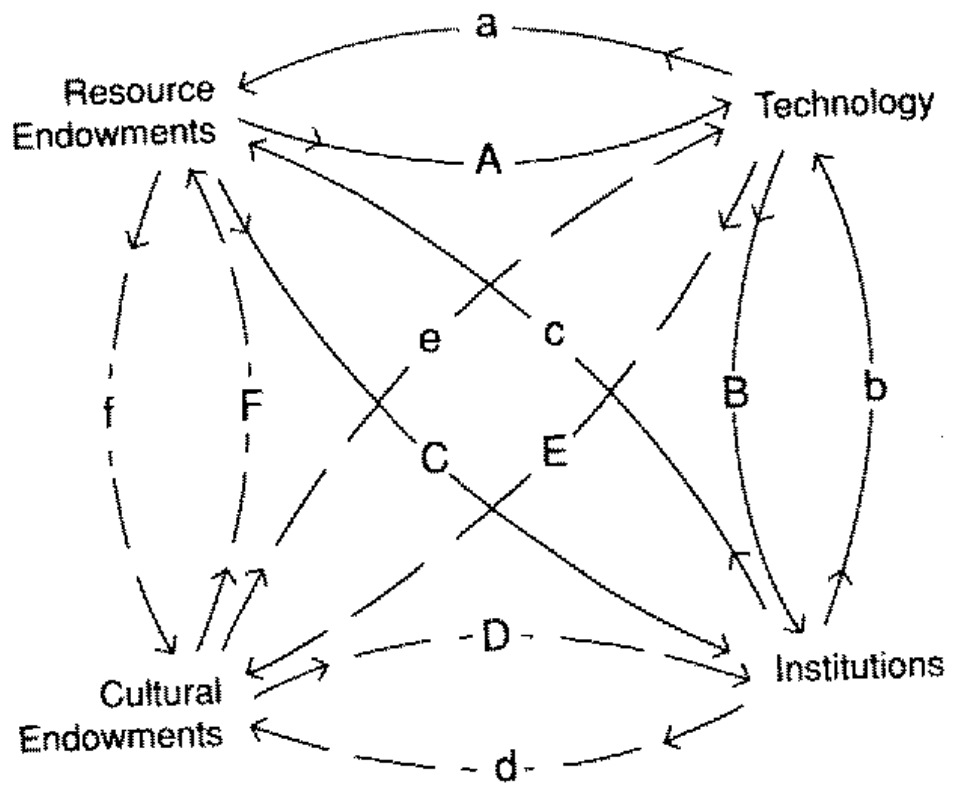 a
Resource
Endowments
Technology
A
e
c
f
F
B
b
C
E
D
Cultural
Endowments
Institutions
d